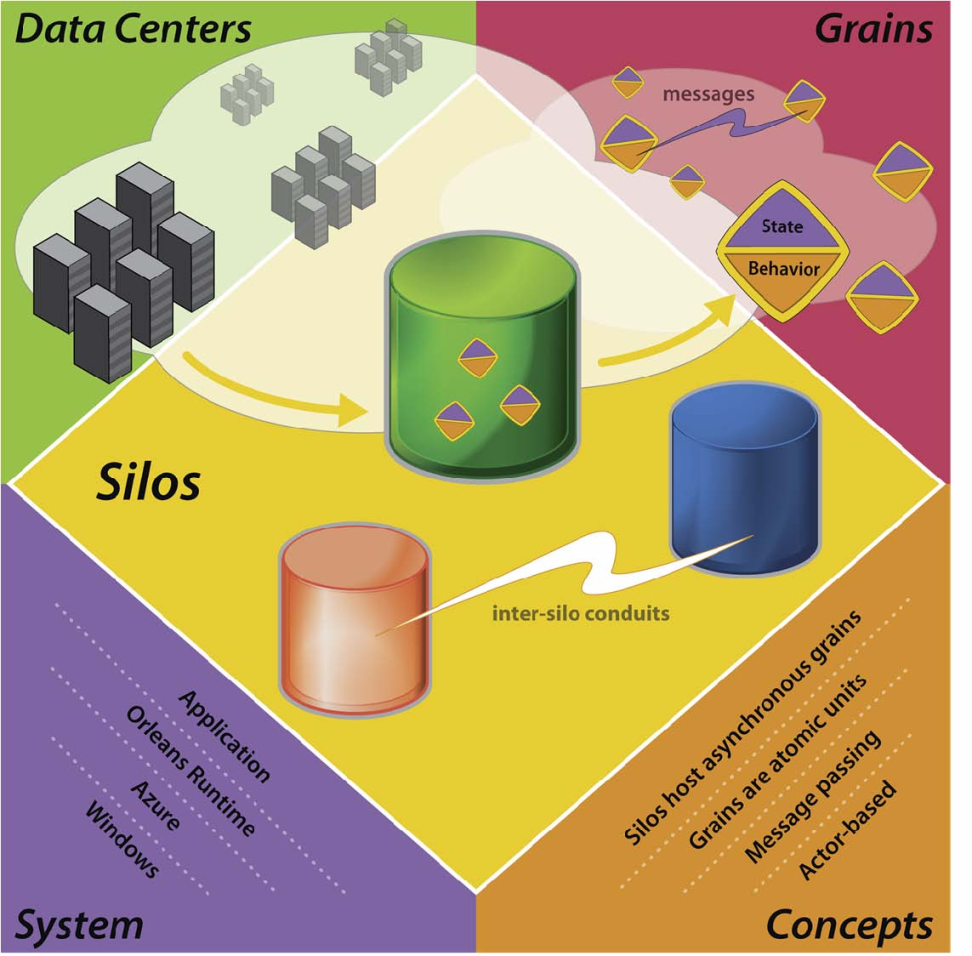 Data Centers
Grains
messages
State
Behavior
Silos
inter-silo conduits
Application
Orleans Runtime
Azure
Windows
System
Silos host asynchronous grains
Grains are atomic units
Message passing
Actor-based
Concepts